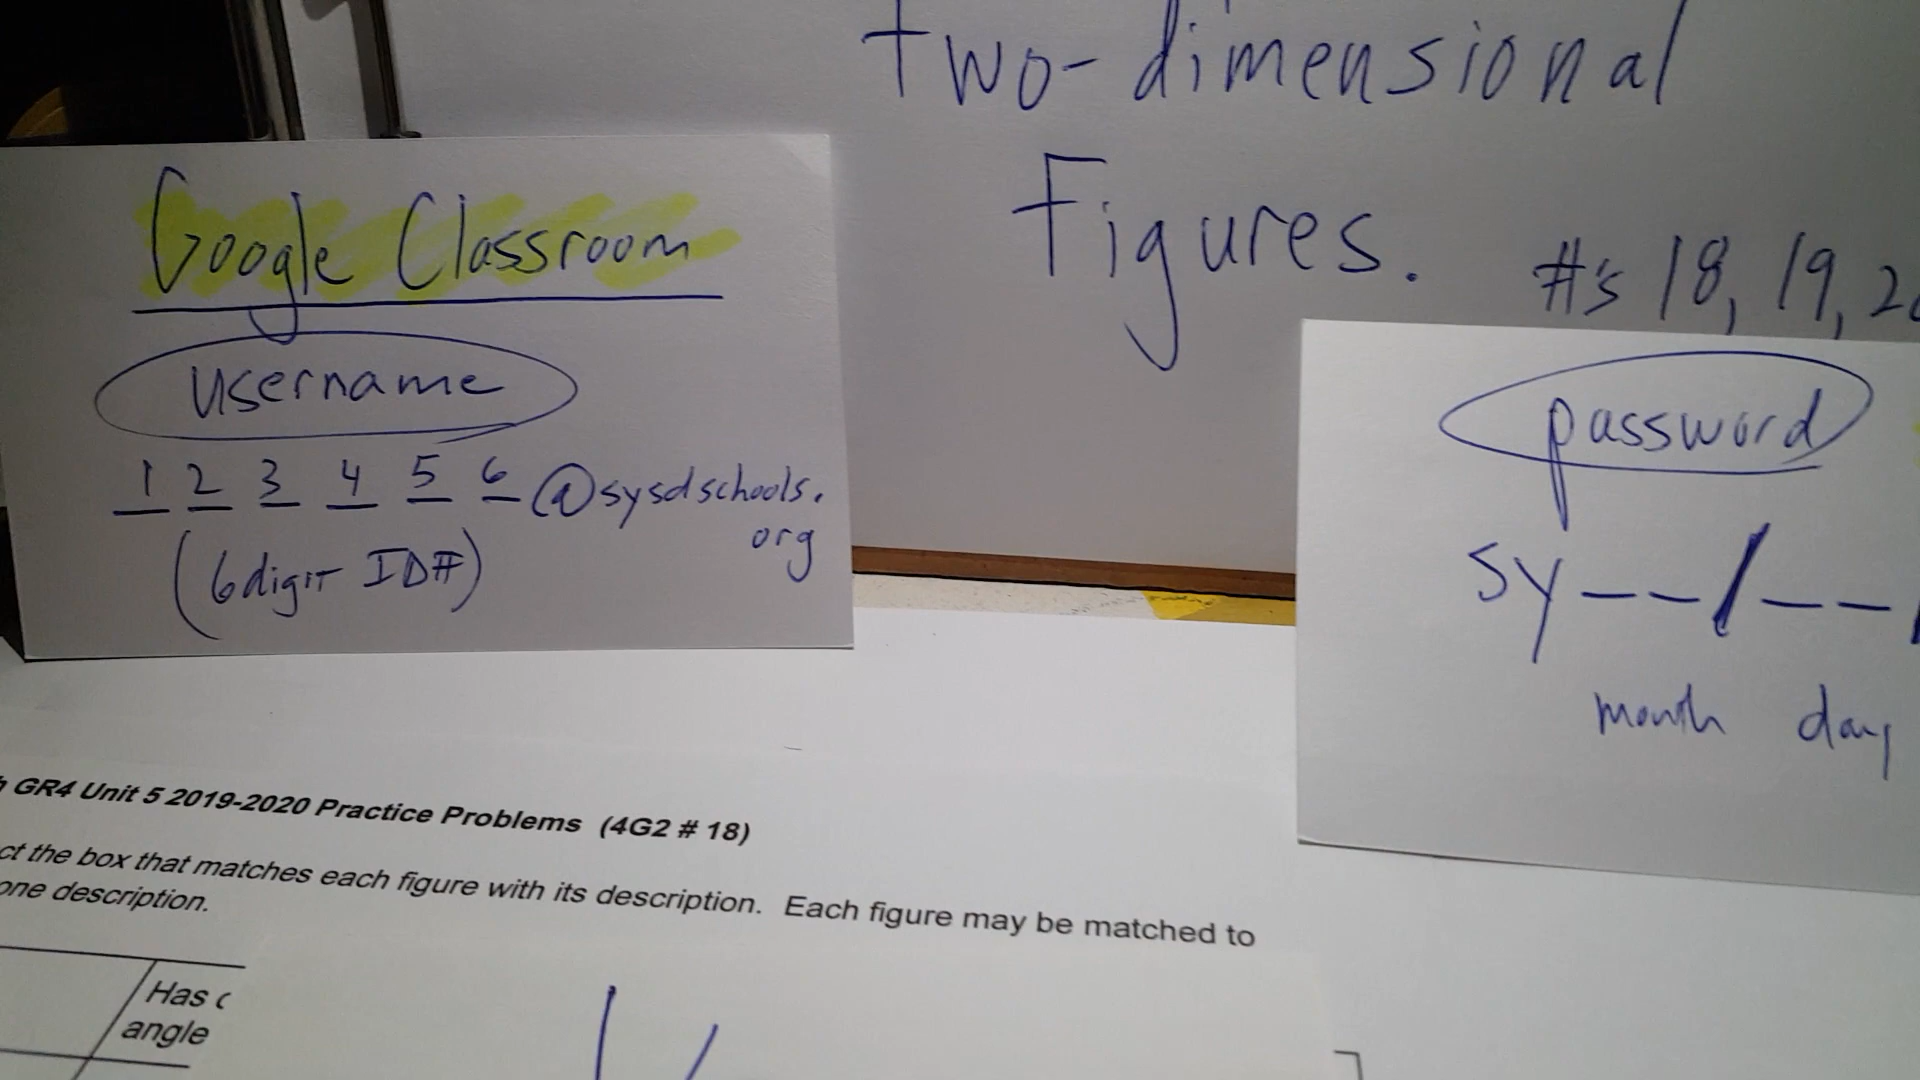 two-dimensional
Figures.
#'s 18, 19, 20
Google Classroom
username
1 2 3 4 5 6 @sysdschools.
org
(6 digit ID#)
password
sy--/--/
month day
GR4 Unit 5 2019-2020 Practice Problems (4G2 # 18)
the box that matches each figure with its description. Each figure may be matched to
one description.
Has
angle